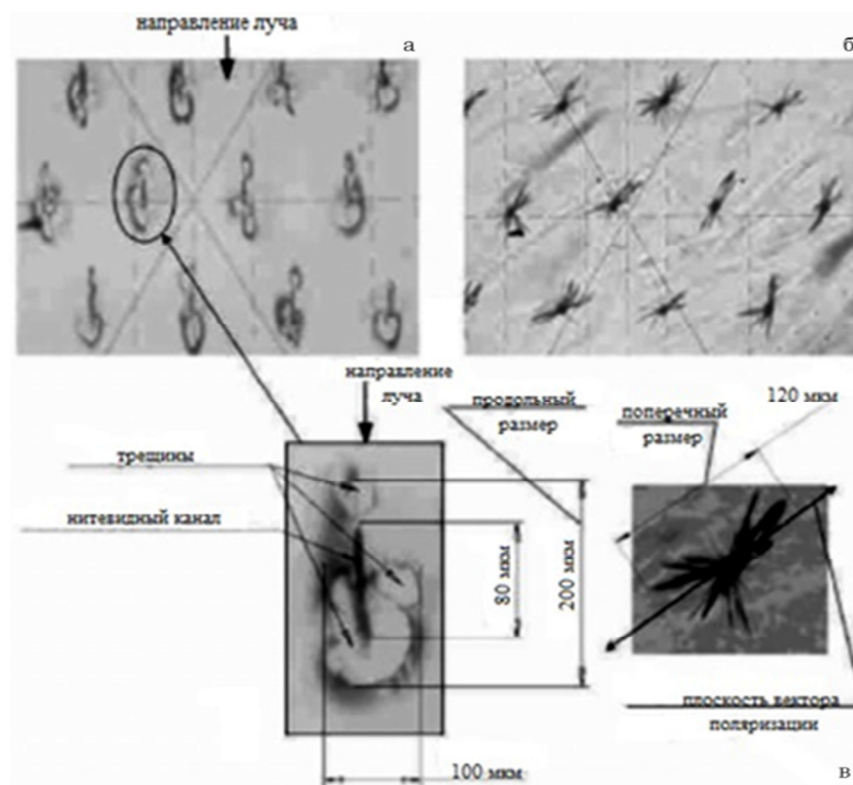 направление луча
а
б
направление
луча
продольный
размер
поперечный
размер
120 мкм
трещины
нитевидный канал
80 мкм
200 мкм
плоскость вектора
поляризации
100 мкм
в